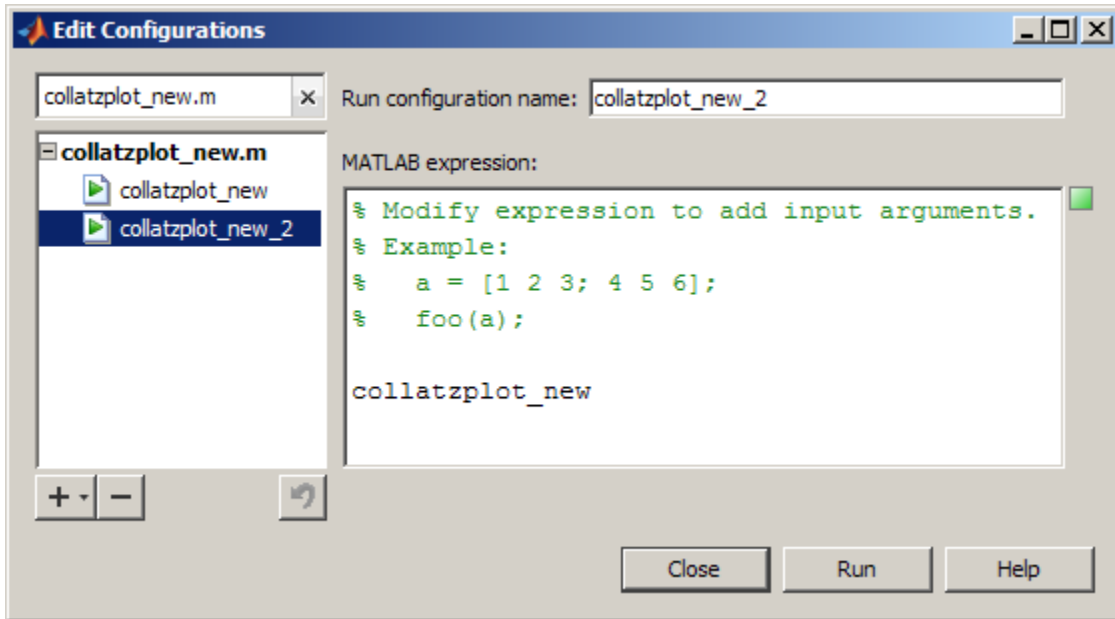 Edit Configurations
collatzplot_new.m
Run configuration name: collatzplot_new_2
collatzplot_new.m
collatzplot_new
collatzplot_new_2
MATLAB expression:
% Modify expression to add input arguments.
% Example:
%   a = [1 2 3; 4 5 6];
%   foo(a);
collatzplot_new
Close
Run
Help